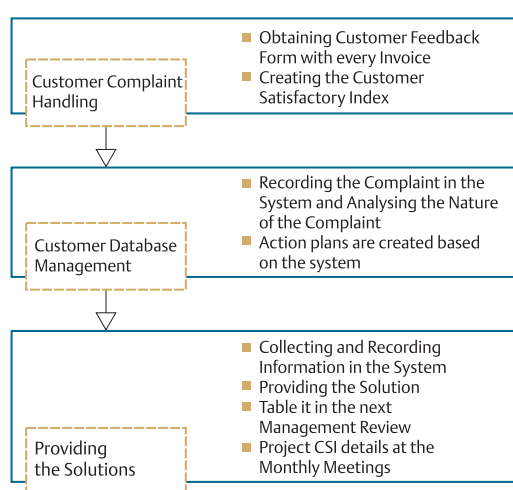 Customer Complaint
Handling
Obtaining Customer Feedback
Form with every Invoice
Creating the Customer
Satisfactory Index
Customer Database
Management
Recording the Complaint in the
System and Analysing the Nature
of the Complaint
Action plans are created based
on the system
Providing
the Solutions
Collecting and Recording
Information in the System
Providing the Solution
Table it in the next
Management Review
Project CSI details at the
Monthly Meetings